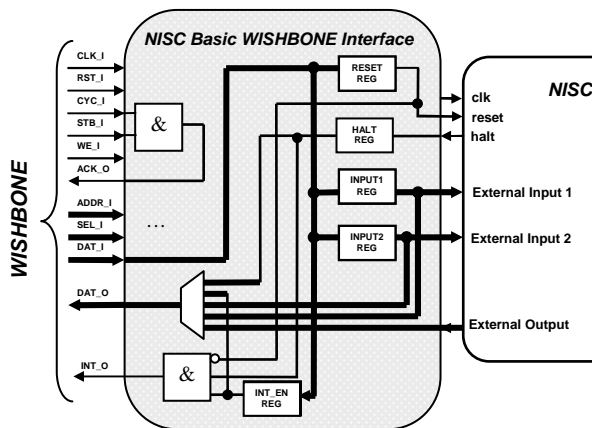 NISC Basic WISHBONE Interface
WISHBONE
CLK_I
RST_I
CYC_I
STB_I
WE_I
ACK_O
ADDR_I
SEL_I
DAT_I
DAT_O
INT_O
&
...
&
RESET
REG
HALT
REG
INPUT1
REG
INPUT2
REG
INT_EN
REG
NISC
clk
reset
halt
External Input 1
External Input 2
External Output